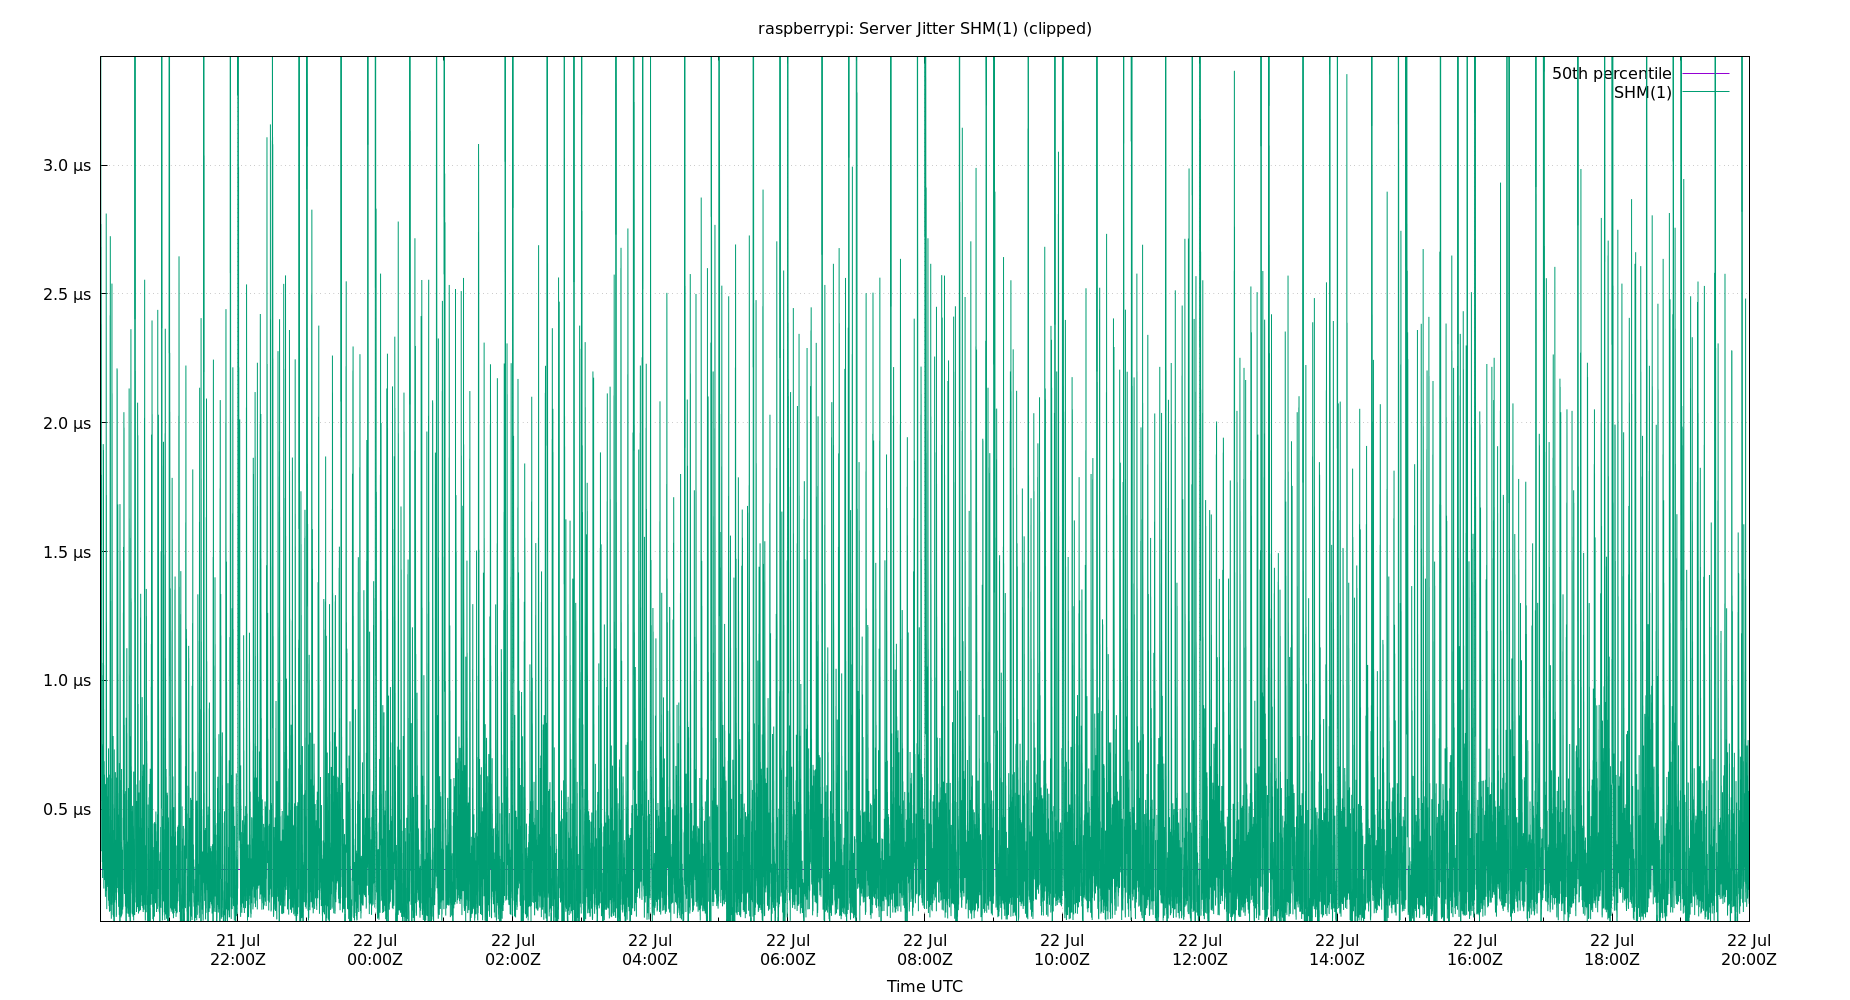 raspberrypi: Server Jitter SHM(1) (clipped)
50th percentile
SHM(1)
3.0 µs
2.5 µs
2.0 µs
1.5 µs
1.0 µs
0.5 µs
21 Jul 22 Jul 22 Jul 22 Jul 22 Jul 22 Jul 22 Jul 22 Jul 22 Jul 22 Jul 22 Jul 22 Jul
22:00Z 00:00Z 02:00Z 04:00Z 06:00Z 08:00Z 10:00Z 12:00Z 14:00Z 16:00Z 18:00Z 20:00Z
Time UTC